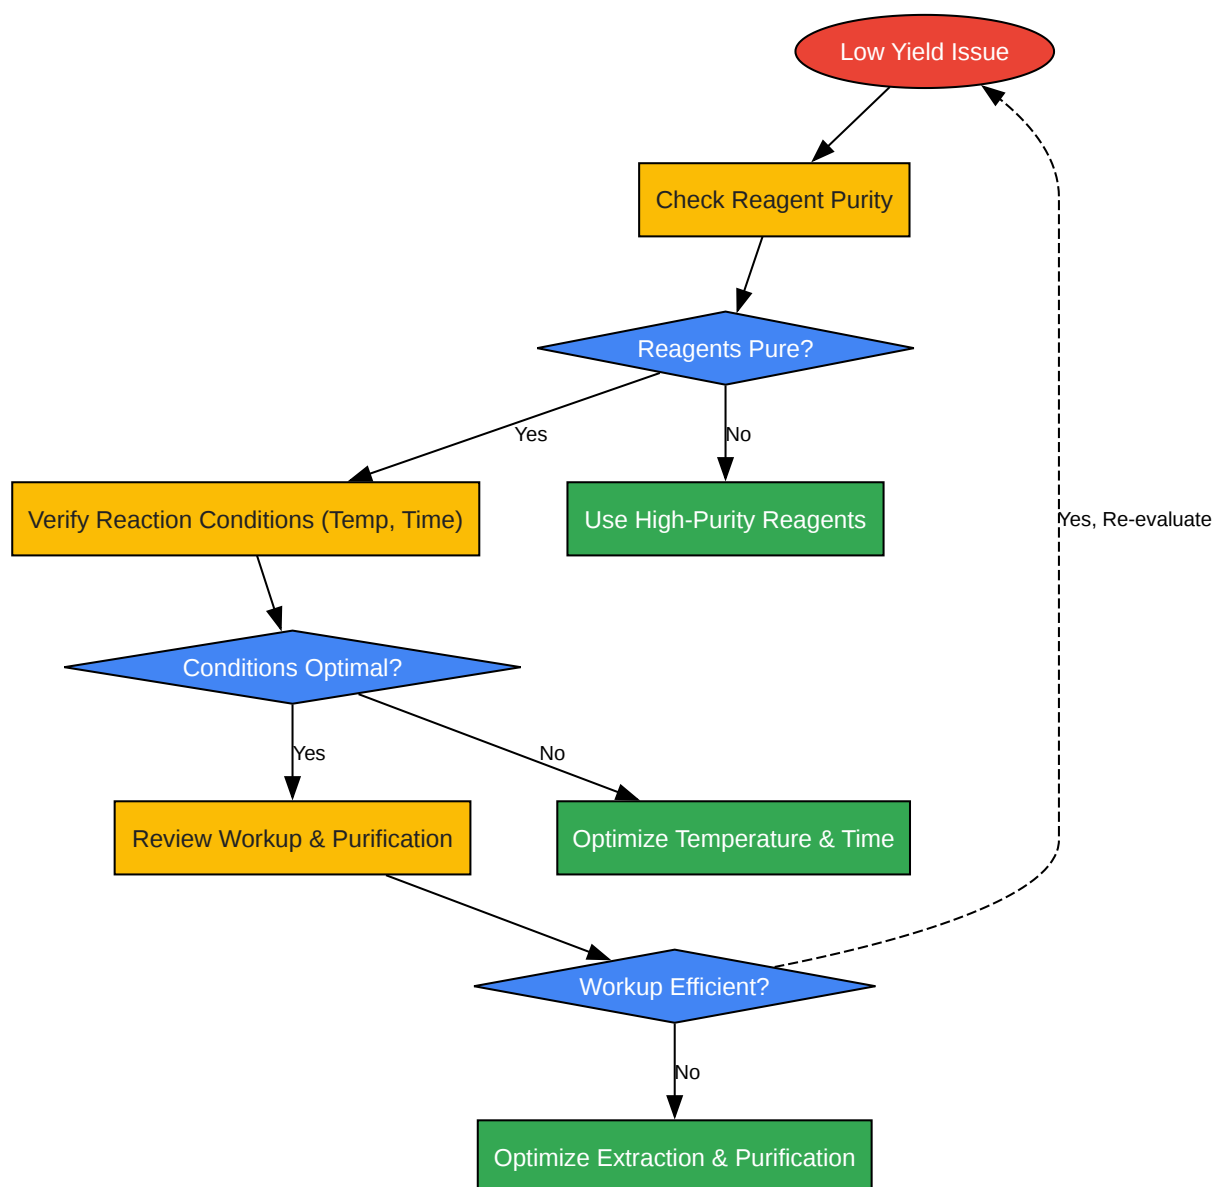 Low Yield Issue
Check Reagent Purity
Reagents Pure?
Yes
No
Verify Reaction Conditions (Temp, Time)
Use High-Purity Reagents
Yes, Re-evaluate
Conditions Optimal?
Yes
No
Review Workup & Purification
Optimize Temperature & Time
Workup Efficient?
No
Optimize Extraction & Purification